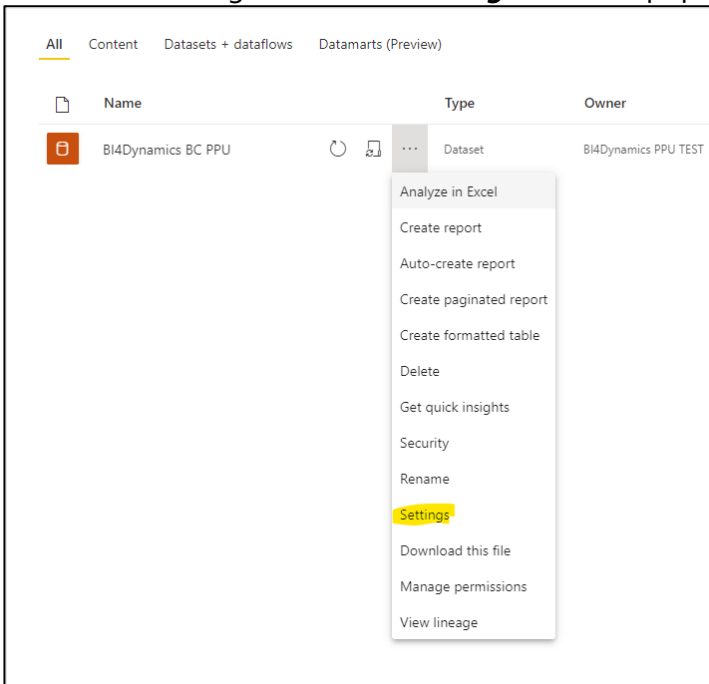 All Content Datasets + dataflows Datamarts (Preview)
Name Type Owner
BI4Dynamics BC PPU ... Dataset BI4Dynamics PPU TEST
Analyze in Excel
Create report
Auto-create report
Create paginated report
Create formatted table
Delete
Get quick insights
Security
Rename
Settings
Download this file
Manage permissions
View lineage